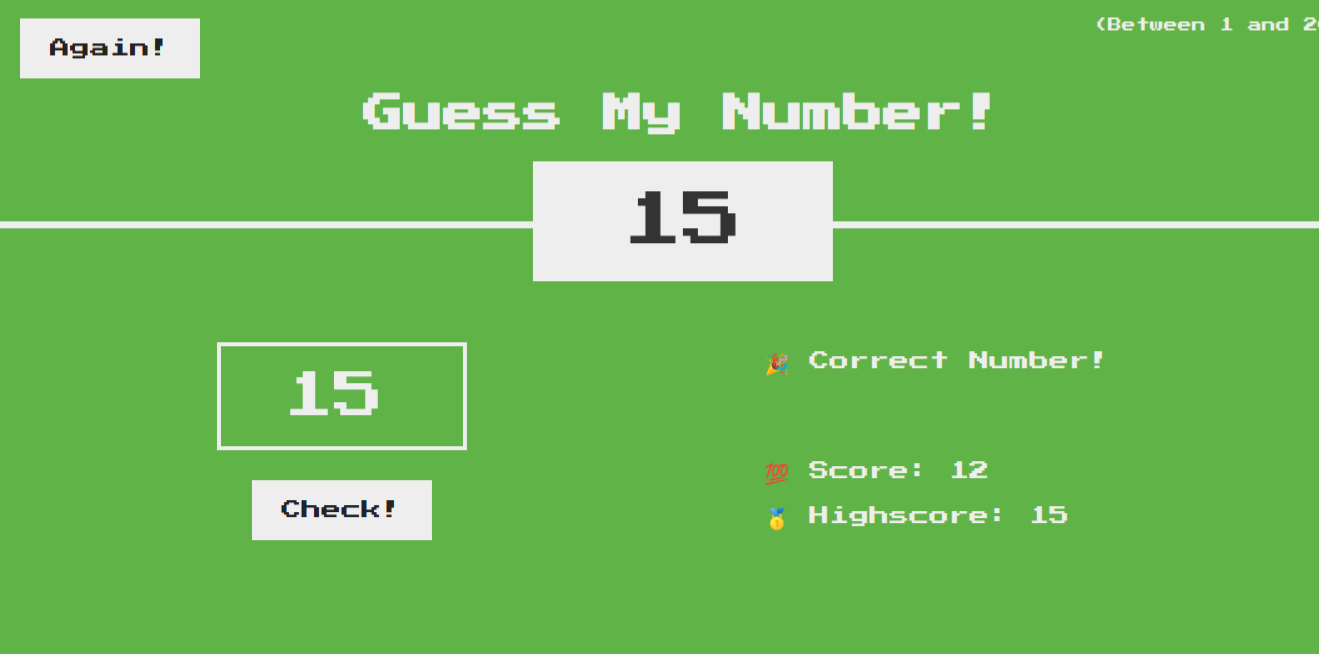 Again!
(Between 1 and
Guess My Number!
15
15
🎉 Correct Number!
Check!
💯 Score: 12
🥇 Highscore: 15